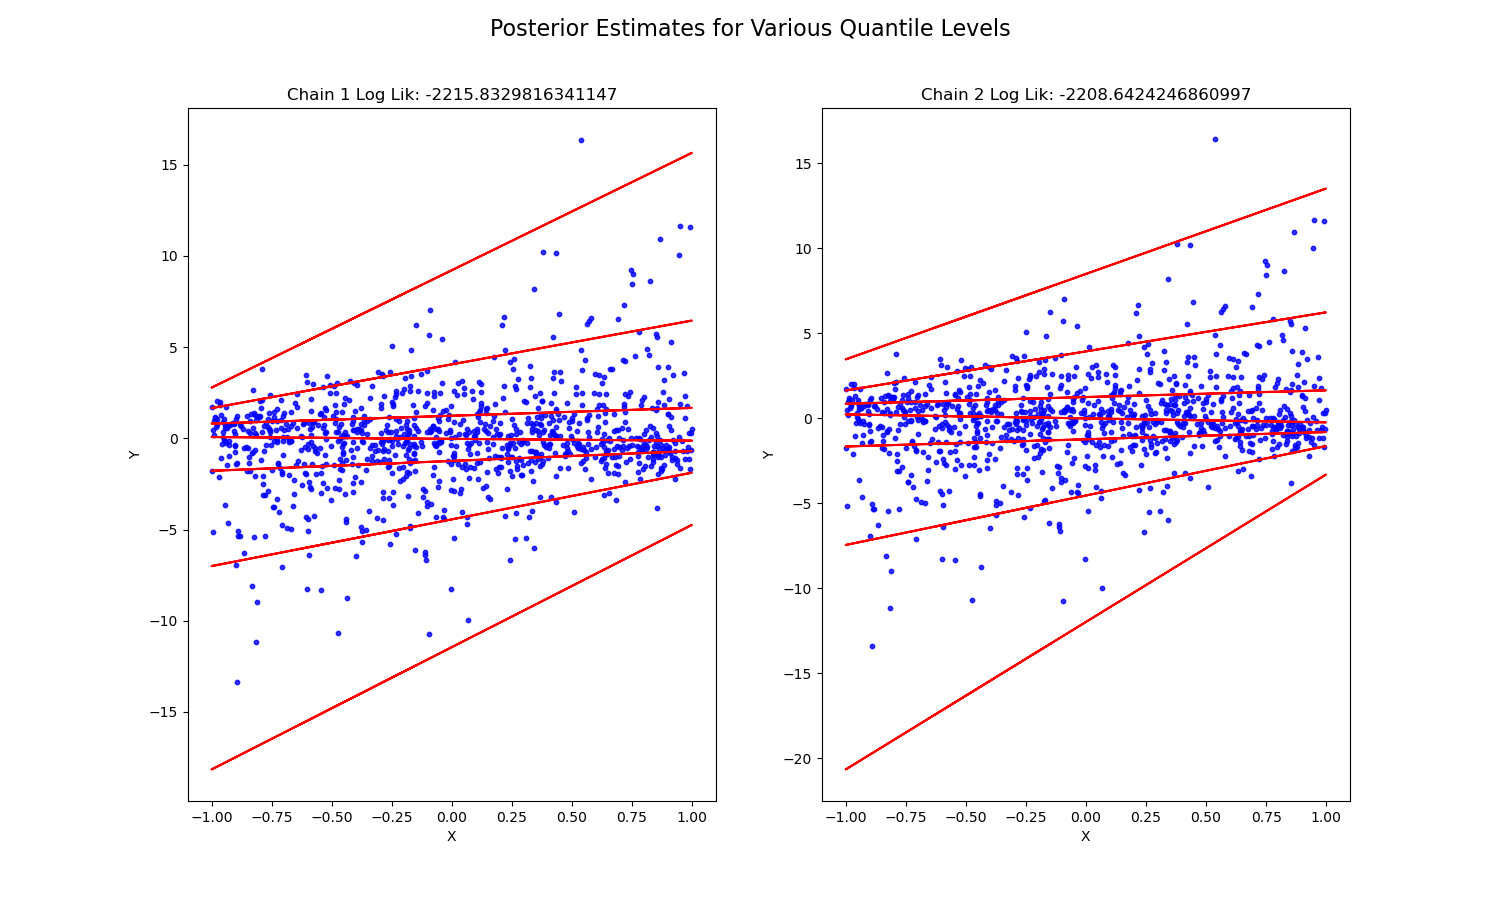 Posterior Estimates for Various Quantile Levels
Chain 1 Log Lik: -2215.8329816341147
Y
15
10
5
0
−5
−10
−15
−1.00 −0.75 −0.50 −0.25 0.00 0.25 0.50 0.75 1.00
X
Chain 2 Log Lik: -2208.6424246860997
Y
15
10
5
0
−5
−10
−15
−20
−1.00 −0.75 −0.50 −0.25 0.00 0.25 0.50 0.75 1.00
X